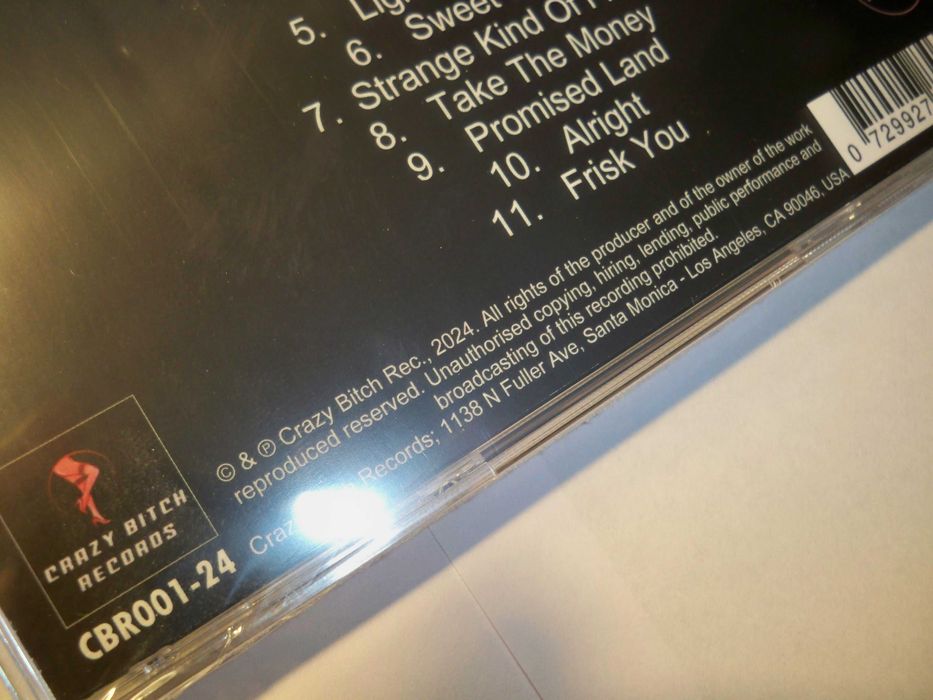 5.
6. Sweet
7. Strange Kind Of
8. Take The Money
9. Promised Land
10. Alright
11. Frisk You
0 72992
© & ℗ Crazy Bitch Rec., 2024. All rights of the producer and of the owner of the work
reproduced reserved. Unauthorised copying, hiring, lending, public performance and
broadcasting of this recording prohibited.
Records; 1138 N Fuller Ave, Santa Monica - Los Angeles, CA 90046, USA
CRAZY BITCH
RECORDS
CBR001-24